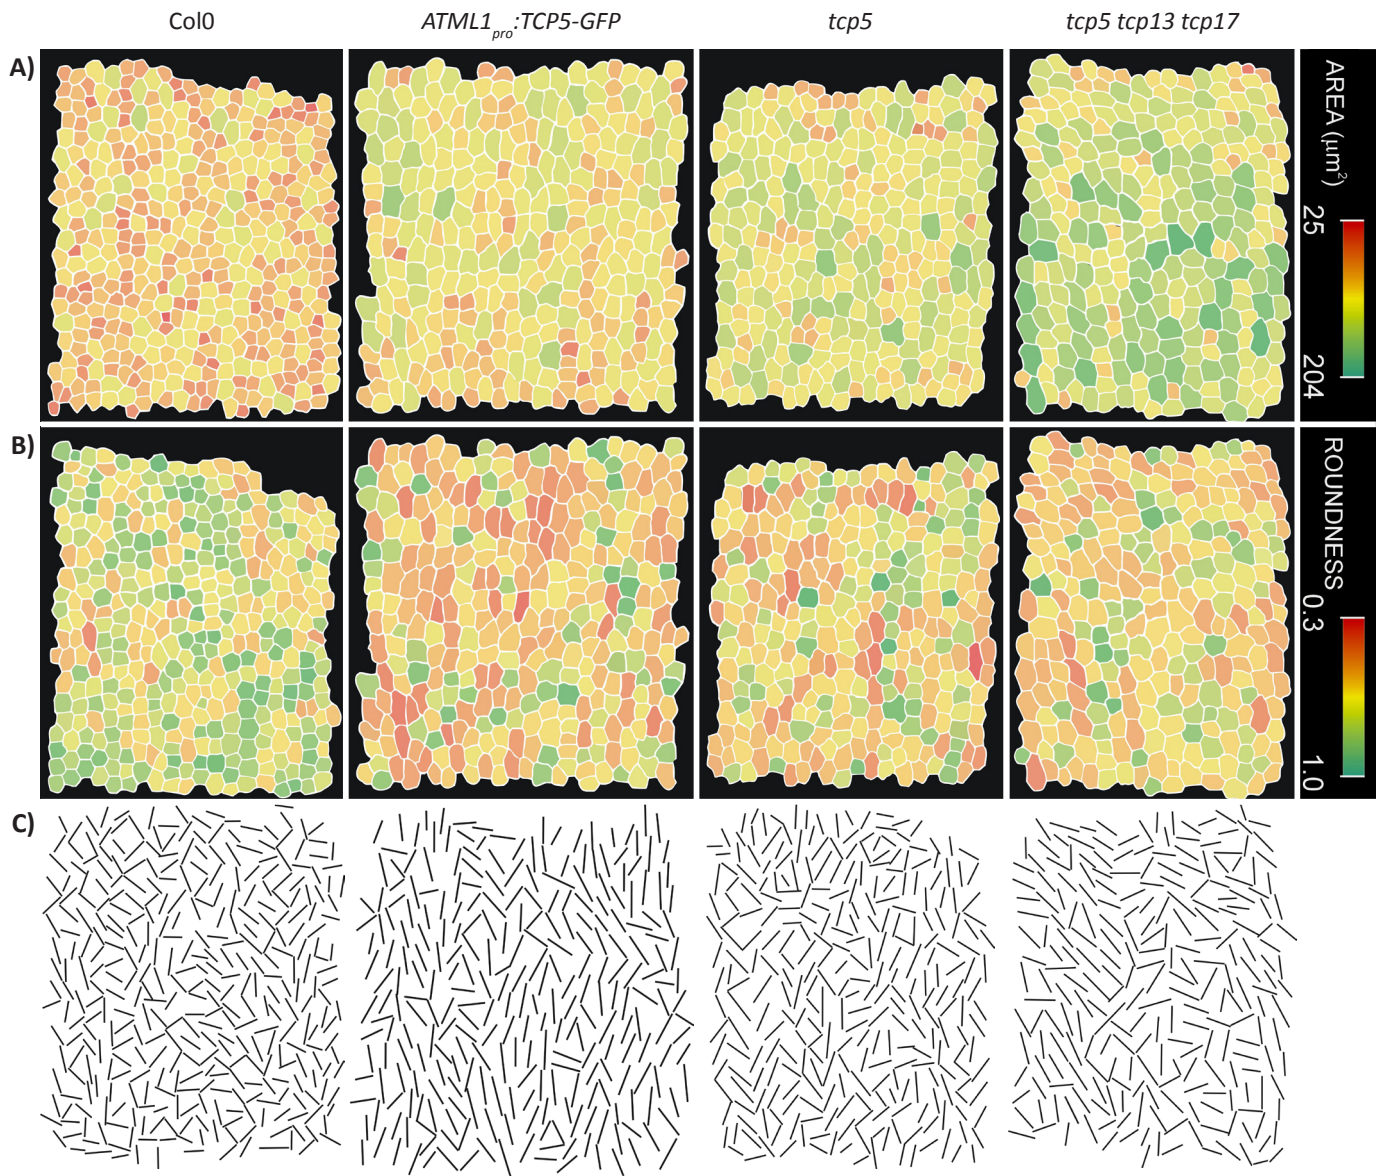 Col0
ATML1pro:TCP5-GFP
tcp5
tcp5 tcp13 tcp17
A)
AREA (μm²)
25
204
B)
ROUNDNESS
0.3
1.0
C)